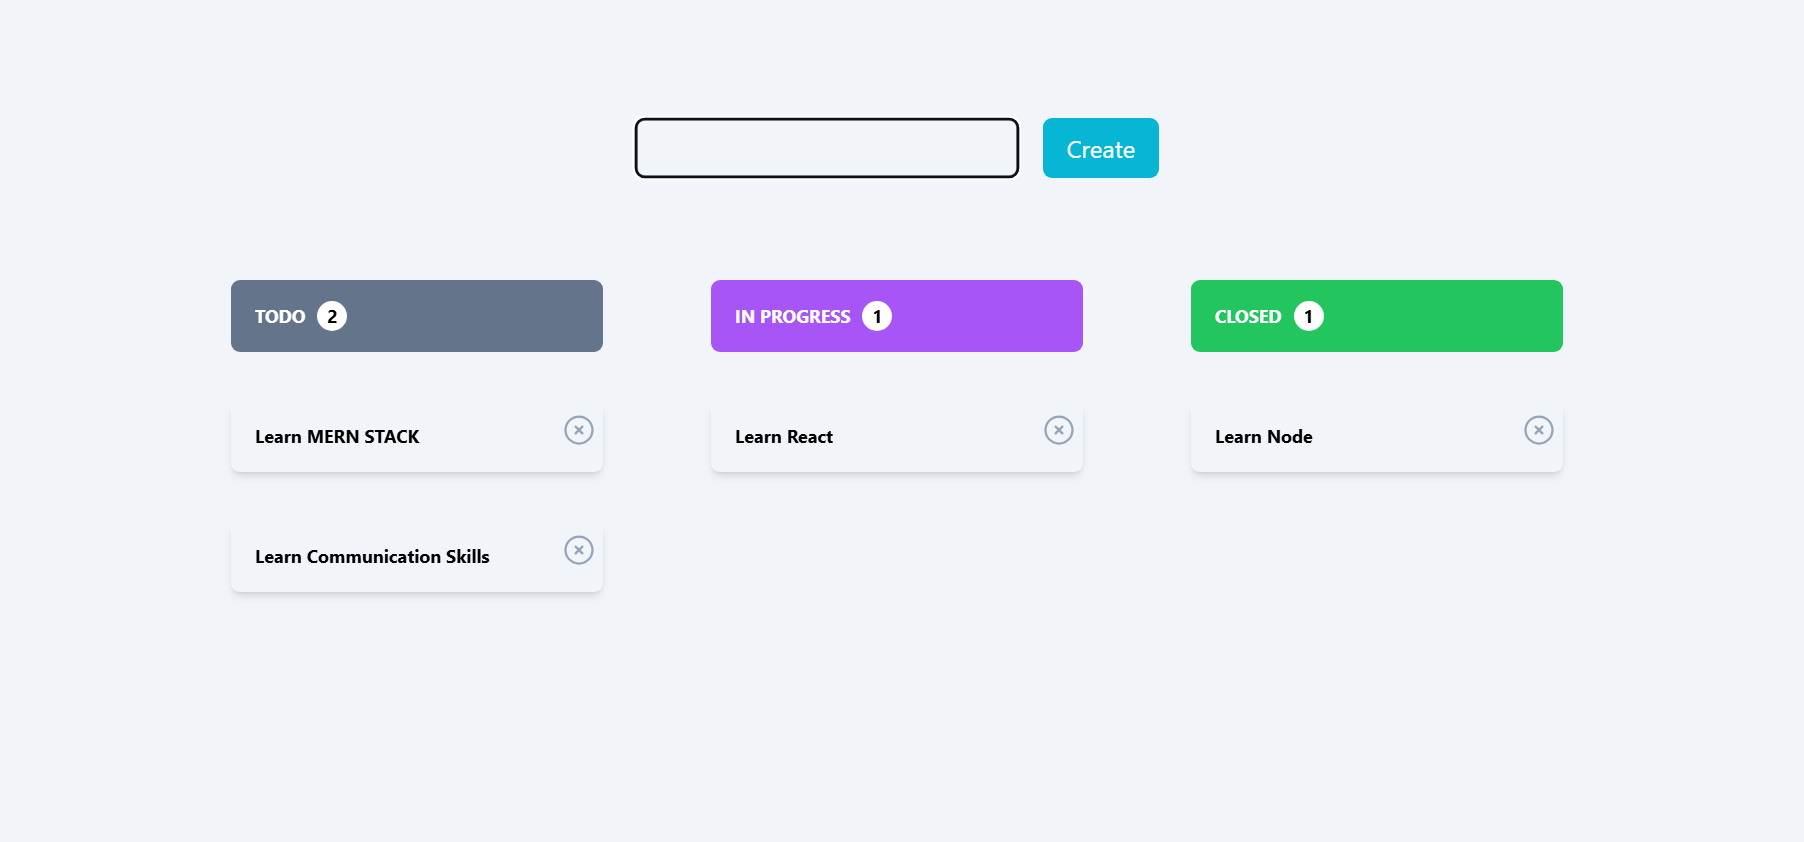 Create
TODO 2
IN PROGRESS 1
CLOSED 1
Learn MERN STACK
Learn React
Learn Node
Learn Communication Skills